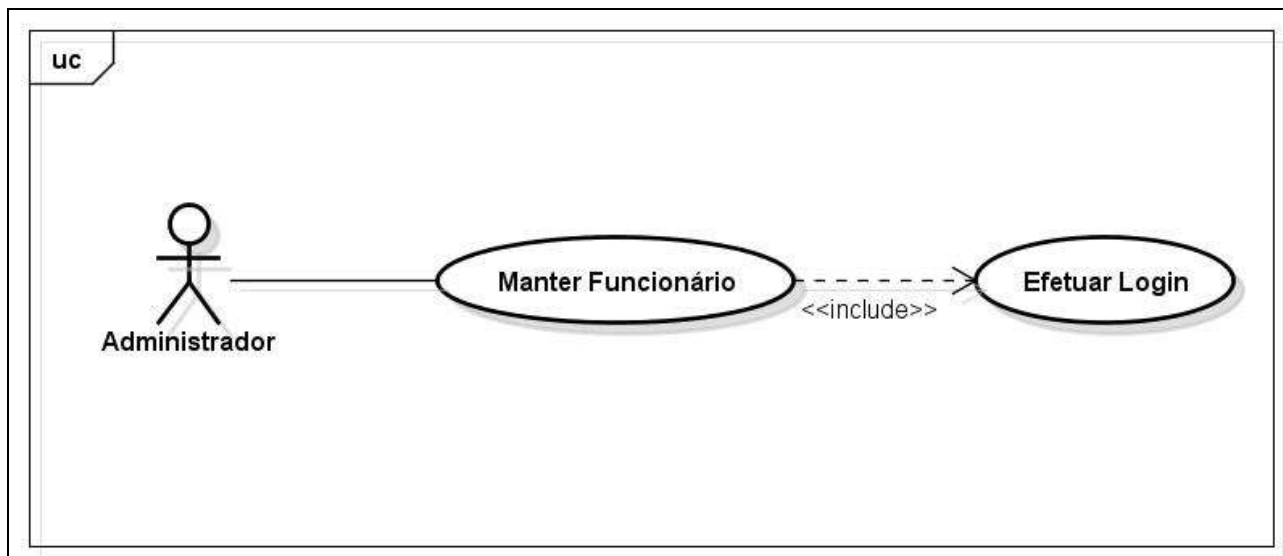 uc
Manter Funcionário
Efetuar Login
<<include>>
Administrador